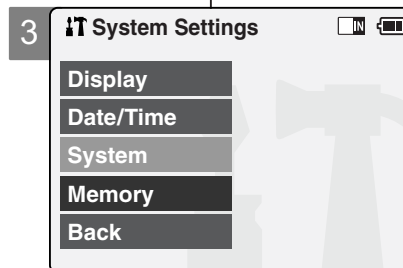 3
System Settings
IN
Display
Date/Time
System
Memory
Back